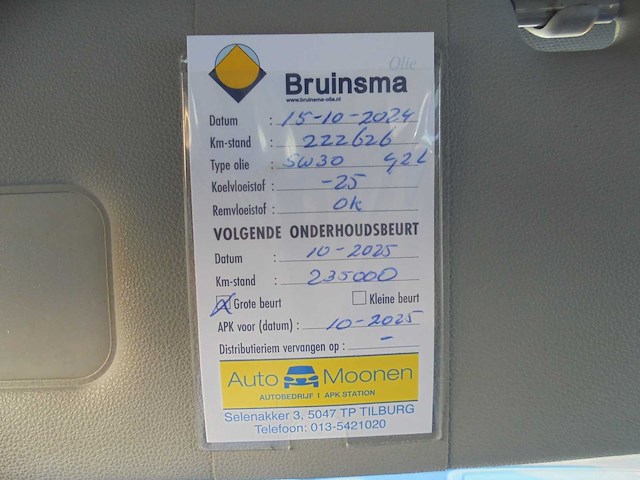 Olie
Bruinsma
www.bruinsma-olie.nl
Datum : 15-10-2024
Km-stand : 222626
Type olie : 5W30 4,2L
Koelvloeistof : -25
Remvloeistof : Ok
VOLGENDE ONDERHOUDSBEURT
Datum : 10-2025
Km-stand : 235000
Grote beurt Kleine beurt
APK voor (datum) : 10-2025
Distributieriem vervangen op : -
Auto Moonen
AUTOBEDRIJF | APK STATION
Selenakker 3, 5047 TP TILBURG
Telefoon: 013-5421020